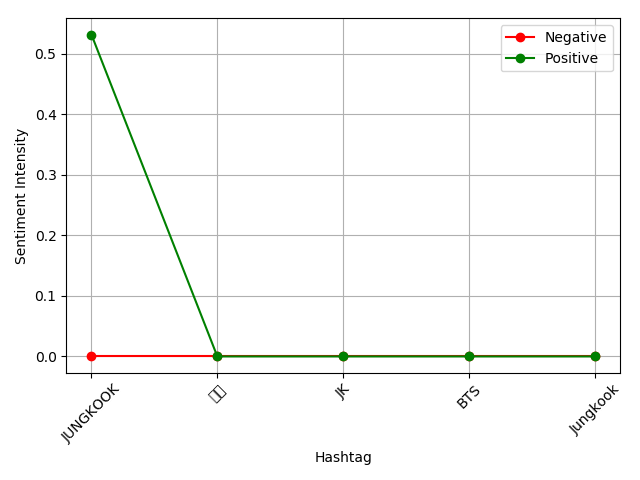 Negative
Positive
Sentiment Intensity
0.5
0.4
0.3
0.2
0.1
0.0
JUNGKOOK
JK
BTS
Jungkook
Hashtag